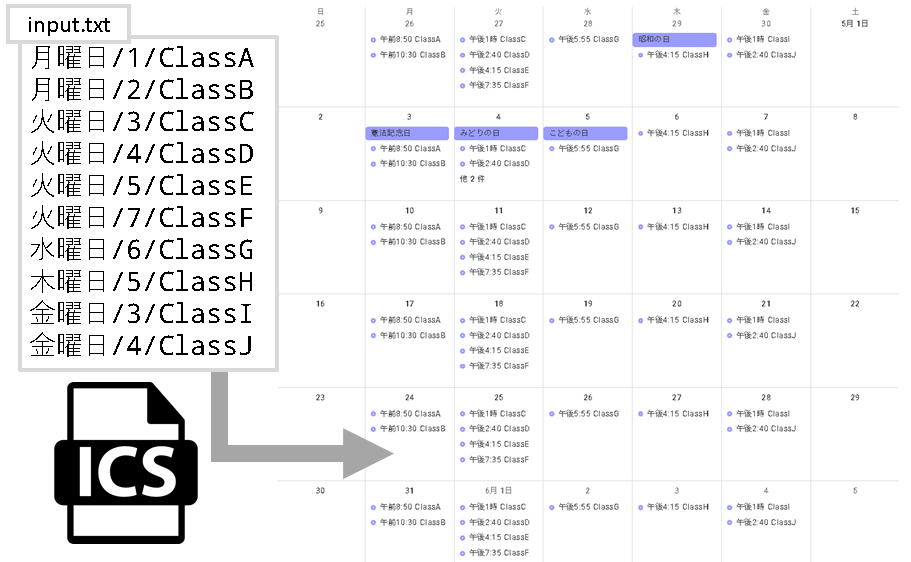 input.txt
月曜日/1/ClassA
月曜日/2/ClassB
火曜日/3/ClassC
火曜日/4/ClassD
火曜日/5/ClassE
火曜日/7/ClassF
水曜日/6/ClassG
木曜日/5/ClassH
金曜日/3/ClassI
金曜日/4/ClassJ
ICS
日 月 火 水 木 金 土
25 26 27 28 29 30 5月 1日
午前8:50 ClassA 午後1時 ClassC 午後5:55 ClassG 昭和の日 午後1時 ClassI
午前10:30 ClassB 午後2:40 ClassD 午後4:15 ClassH 午後2:40 ClassJ
午後4:15 ClassE
午後7:35 ClassF
2 3 4 5 6 7 8
憲法記念日 みどりの日 こどもの日 午後4:15 ClassH 午後1時 ClassI
午前8:50 ClassA 午後1時 ClassC 午後5:55 ClassG 午後2:40 ClassJ
午前10:30 ClassB 午後2:40 ClassD
他 2 件
9 10 11 12 13 14 15
午前8:50 ClassA 午後1時 ClassC 午後5:55 ClassG 午後4:15 ClassH 午後1時 ClassI
午前10:30 ClassB 午後2:40 ClassD 午後2:40 ClassJ
午後4:15 ClassE
午後7:35 ClassF
16 17 18 19 20 21 22
午前8:50 ClassA 午後1時 ClassC 午後5:55 ClassG 午後4:15 ClassH 午後1時 ClassI
午前10:30 ClassB 午後2:40 ClassD 午後2:40 ClassJ
午後4:15 ClassE
午後7:35 ClassF
23 24 25 26 27 28 29
午前8:50 ClassA 午後1時 ClassC 午後5:55 ClassG 午後4:15 ClassH 午後1時 ClassI
午前10:30 ClassB 午後2:40 ClassD 午後2:40 ClassJ
午後4:15 ClassE
午後7:35 ClassF
30 31 6月 1日 2 3 4 5
午前8:50 ClassA 午後1時 ClassC 午後5:55 ClassG 午後4:15 ClassH 午後1時 ClassI
午前10:30 ClassB 午後2:40 ClassD 午後2:40 ClassJ
午後4:15 ClassE
午後7:35 ClassF